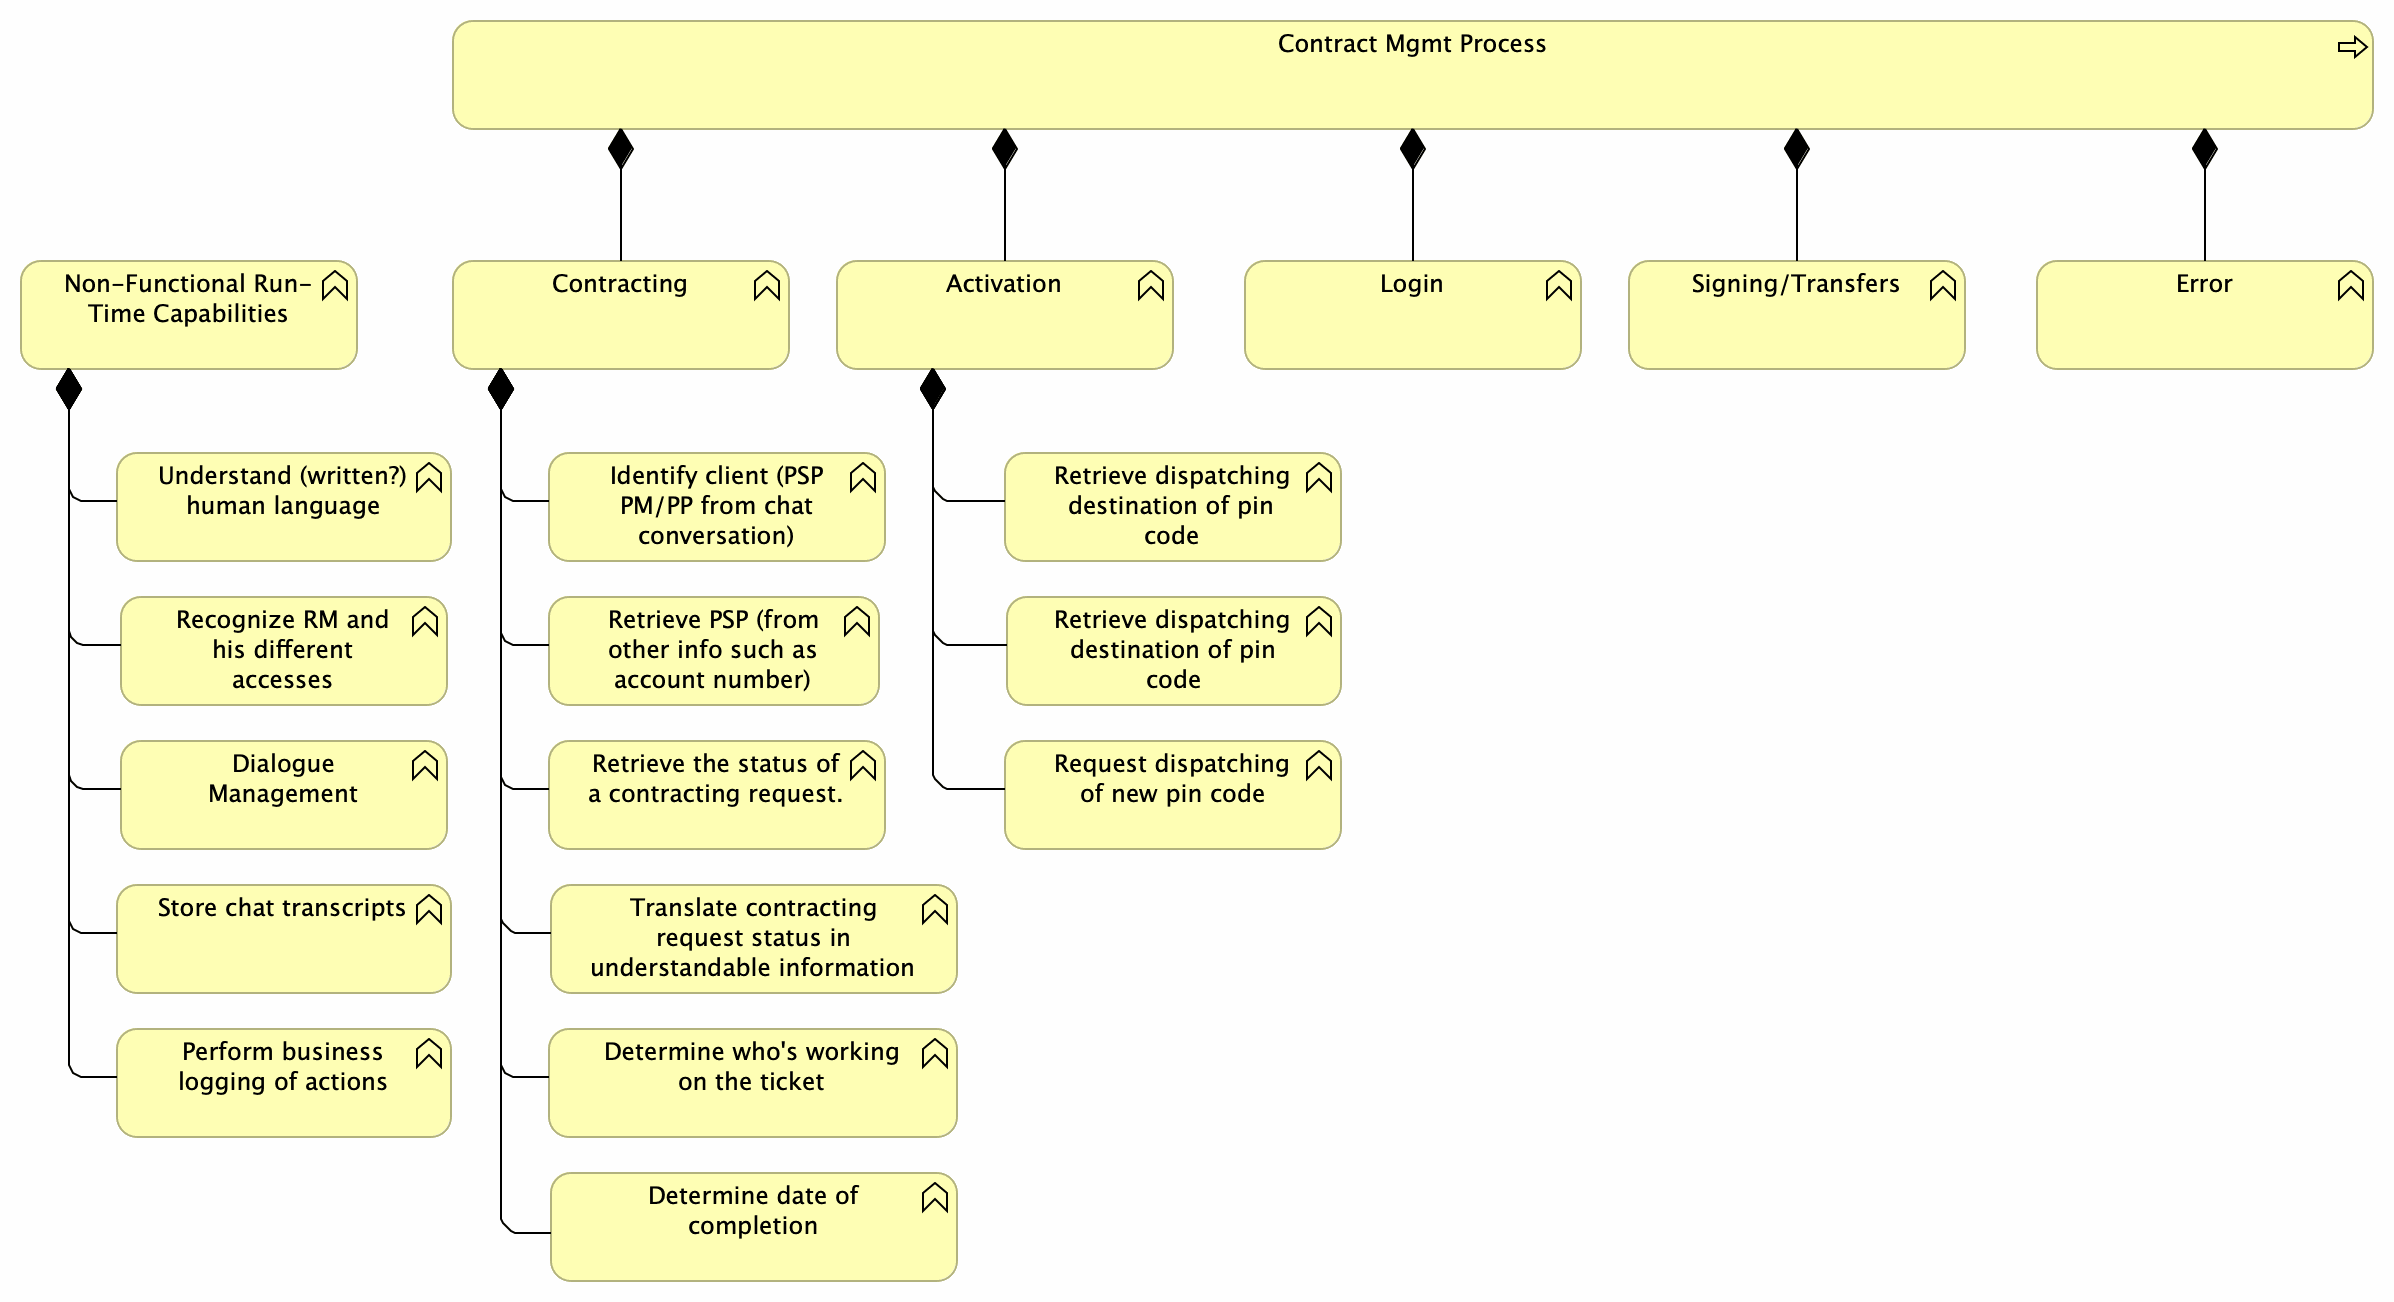 Contract Mgmt Process
Non-Functional Run-
Time Capabilities
Contracting
Activation
Login
Signing/Transfers
Error
Understand (written?)
human language
Recognize RM and
his different
accesses
Dialogue
Management
Store chat transcripts
Perform business
logging of actions
Identify client (PSP
PM/PP from chat
conversation)
Retrieve PSP (from
other info such as
account number)
Retrieve the status of
a contracting request.
Translate contracting
request status in
understandable information
Determine who's working
on the ticket
Determine date of
completion
Retrieve dispatching
destination of pin
code
Retrieve dispatching
destination of pin
code
Request dispatching
of new pin code